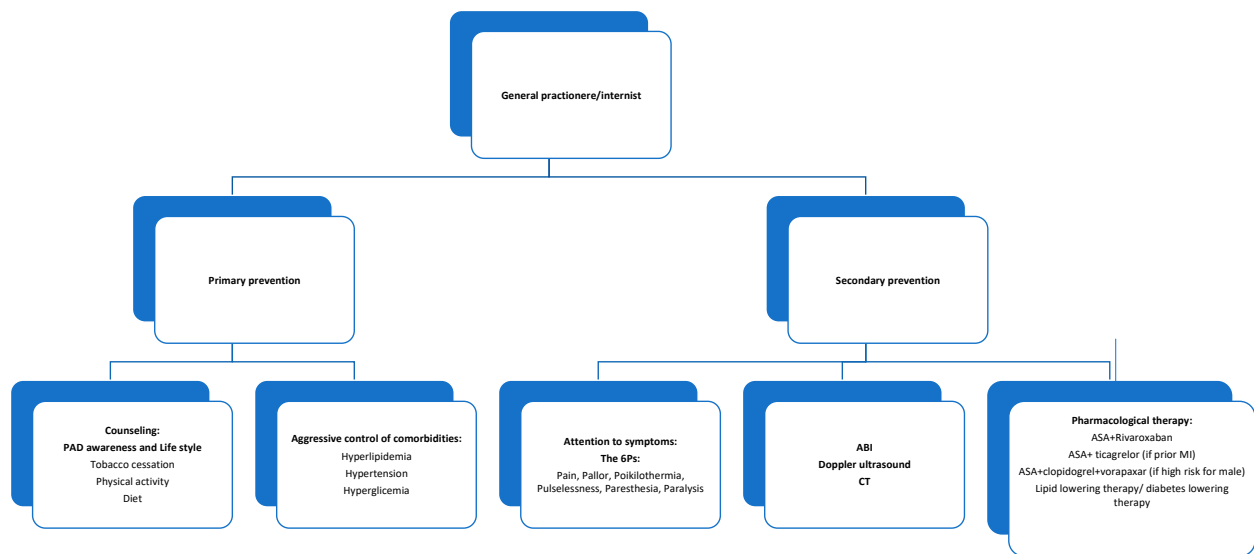 General practionere/internist
Primary prevention
Secondary prevention
Counseling:
PAD awareness and Life style
Tobacco cessation
Physical activity
Diet
Aggressive control of comorbidities:
Hyperlipidemia
Hypertension
Hyperglicemia
Attention to symptoms:
The 6Ps:
Pain, Pallor, Poikilothermia,
Pulselessness, Paresthesia, Paralysis
ABI
Doppler ultrasound
CT
Pharmacological therapy:
ASA+Rivaroxaban
ASA+ ticagrelor (if prior MI)
ASA+clopidogrel+vorapaxar (if high risk for male)
Lipid lowering therapy/ diabetes lowering
therapy